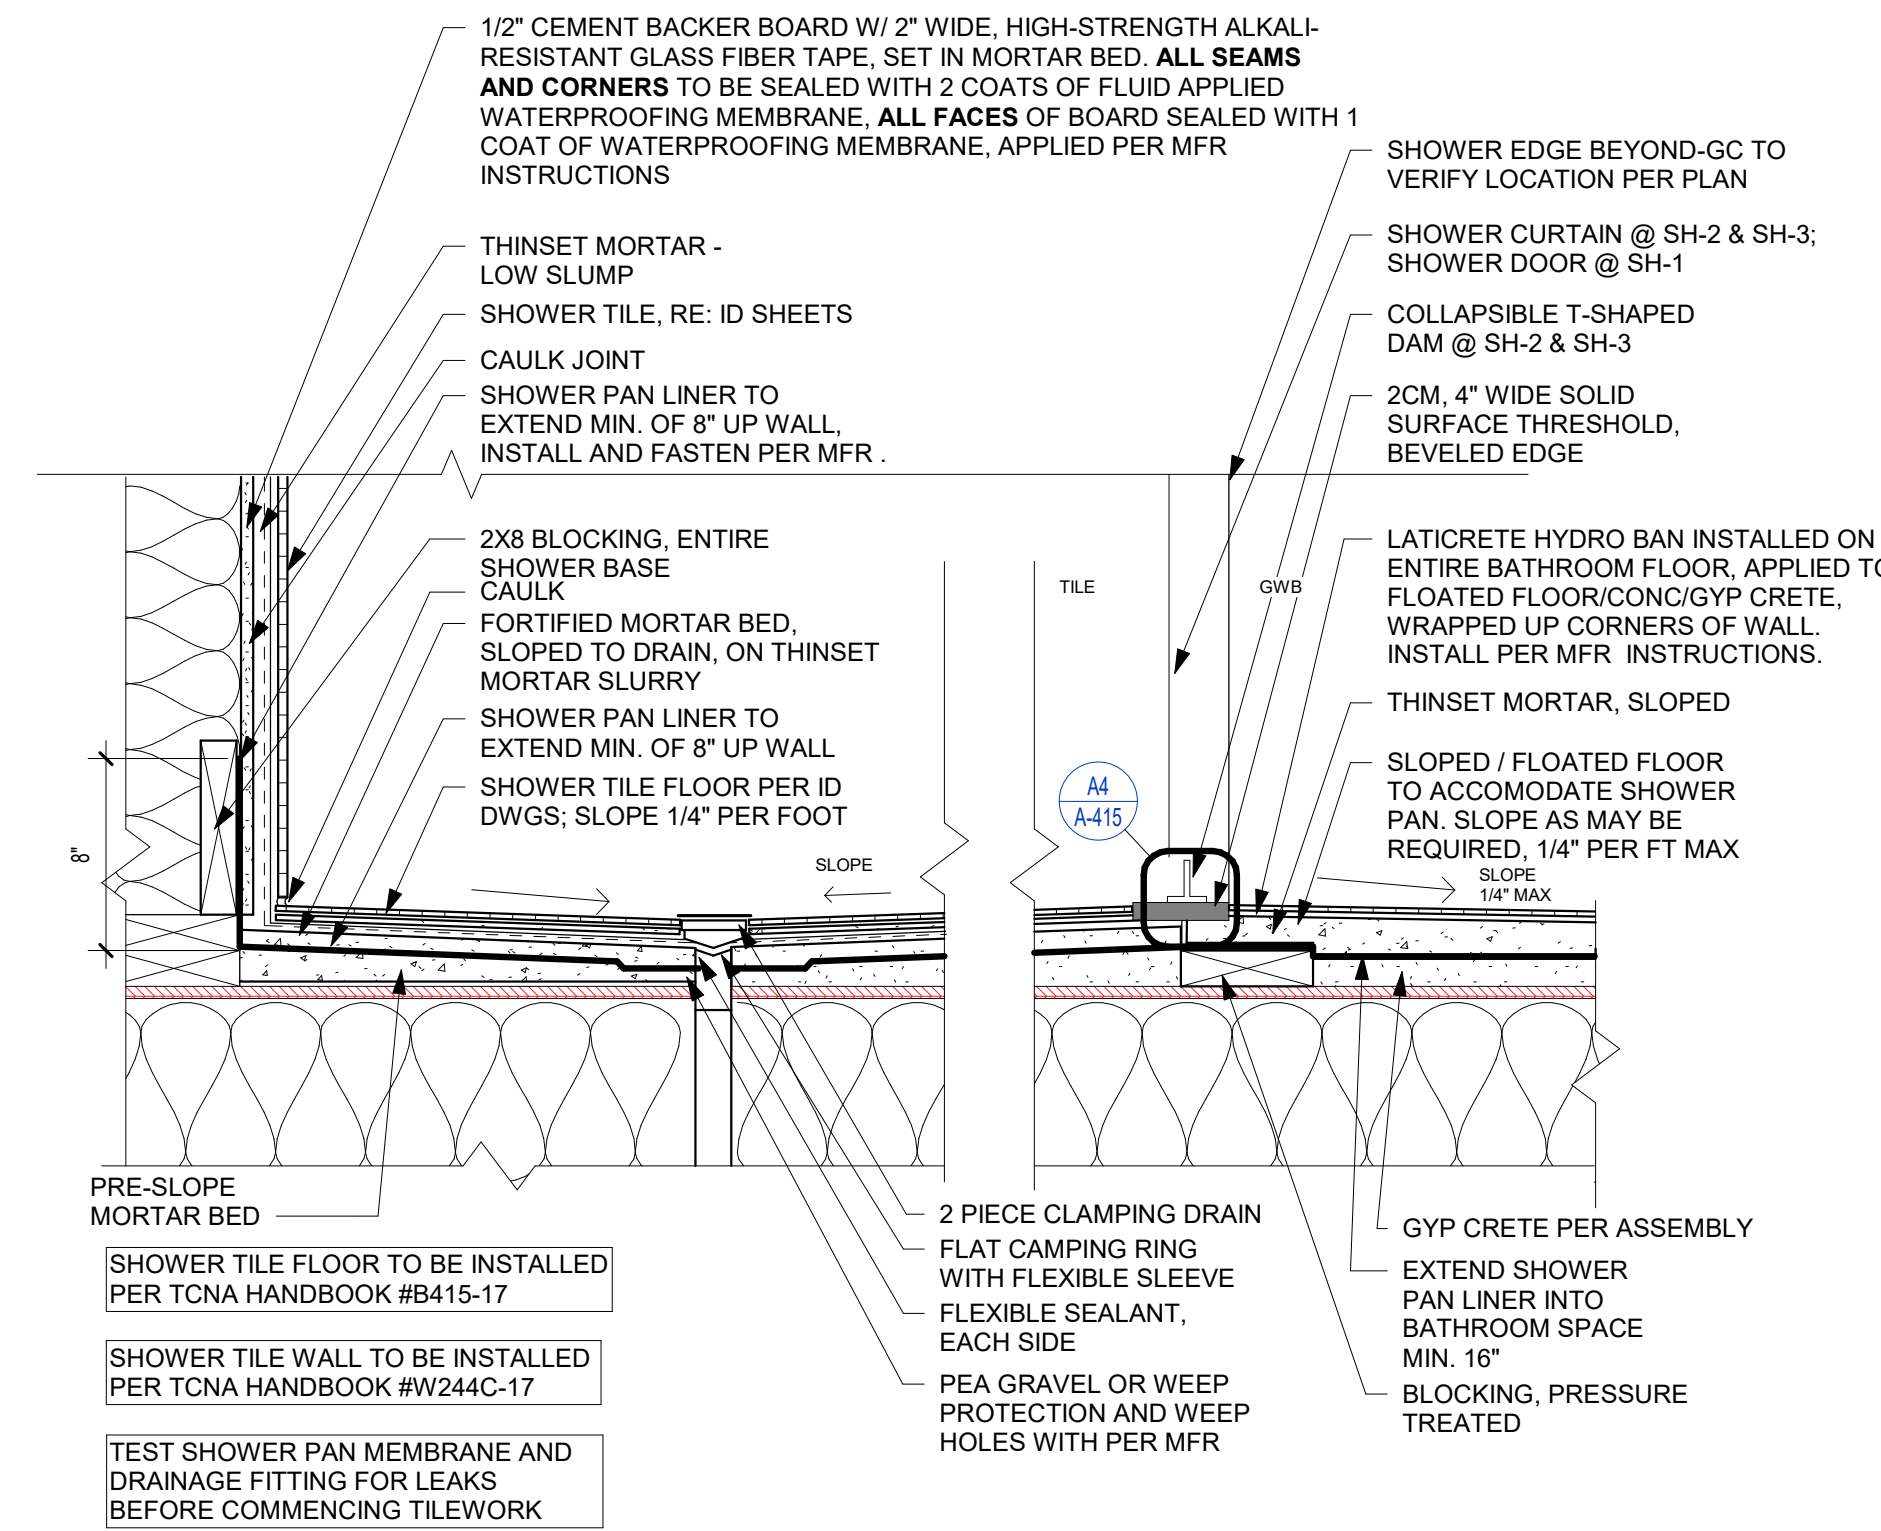 1/2" CEMENT BACKER BOARD W/ 2" WIDE, HIGH-STRENGTH ALKALI-
RESISTANT GLASS FIBER TAPE, SET IN MORTAR BED. ALL SEAMS
AND CORNERS TO BE SEALED WITH 2 COATS OF FLUID APPLIED
WATERPROOFING MEMBRANE, ALL FACES OF BOARD SEALED WITH 1
COAT OF WATERPROOFING MEMBRANE, APPLIED PER MFR
INSTRUCTIONS
THINSET MORTAR -
LOW SLUMP
SHOWER TILE, RE: ID SHEETS
CAULK JOINT
SHOWER PAN LINER TO
EXTEND MIN. OF 8" UP WALL,
INSTALL AND FASTEN PER MFR .
2X8 BLOCKING, ENTIRE
SHOWER BASE
CAULK
FORTIFIED MORTAR BED,
SLOPED TO DRAIN, ON THINSET
MORTAR SLURRY
SHOWER PAN LINER TO
EXTEND MIN. OF 8" UP WALL
SHOWER TILE FLOOR PER ID
DWGS; SLOPE 1/4" PER FOOT
SHOWER EDGE BEYOND-GC TO
VERIFY LOCATION PER PLAN
SHOWER CURTAIN @ SH-2 & SH-3;
SHOWER DOOR @ SH-1
COLLAPSIBLE T-SHAPED
DAM @ SH-2 & SH-3
2CM, 4" WIDE SOLID
SURFACE THRESHOLD,
BEVELED EDGE
LATICRETE HYDRO BAN INSTALLED ON
ENTIRE BATHROOM FLOOR, APPLIED TO
FLOATED FLOOR/CONC/GYP CRETE,
WRAPPED UP CORNERS OF WALL.
INSTALL PER MFR INSTRUCTIONS.
THINSET MORTAR, SLOPED
SLOPED / FLOATED FLOOR
TO ACCOMODATE SHOWER
PAN. SLOPE AS MAY BE
REQUIRED, 1/4" PER FT MAX
TILE
GWB
A4
A-415
8"
SLOPE
SLOPE
1/4" MAX
PRE-SLOPE
MORTAR BED
SHOWER TILE FLOOR TO BE INSTALLED
PER TCNA HANDBOOK #B415-17
SHOWER TILE WALL TO BE INSTALLED
PER TCNA HANDBOOK #W244C-17
TEST SHOWER PAN MEMBRANE AND
DRAINAGE FITTING FOR LEAKS
BEFORE COMMENCING TILEWORK
2 PIECE CLAMPING DRAIN
FLAT CAMPING RING
WITH FLEXIBLE SLEEVE
FLEXIBLE SEALANT,
EACH SIDE
PEA GRAVEL OR WEEP
PROTECTION AND WEEP
HOLES WITH PER MFR
GYP CRETE PER ASSEMBLY
EXTEND SHOWER
PAN LINER INTO
BATHROOM SPACE
MIN. 16"
BLOCKING, PRESSURE
TREATED